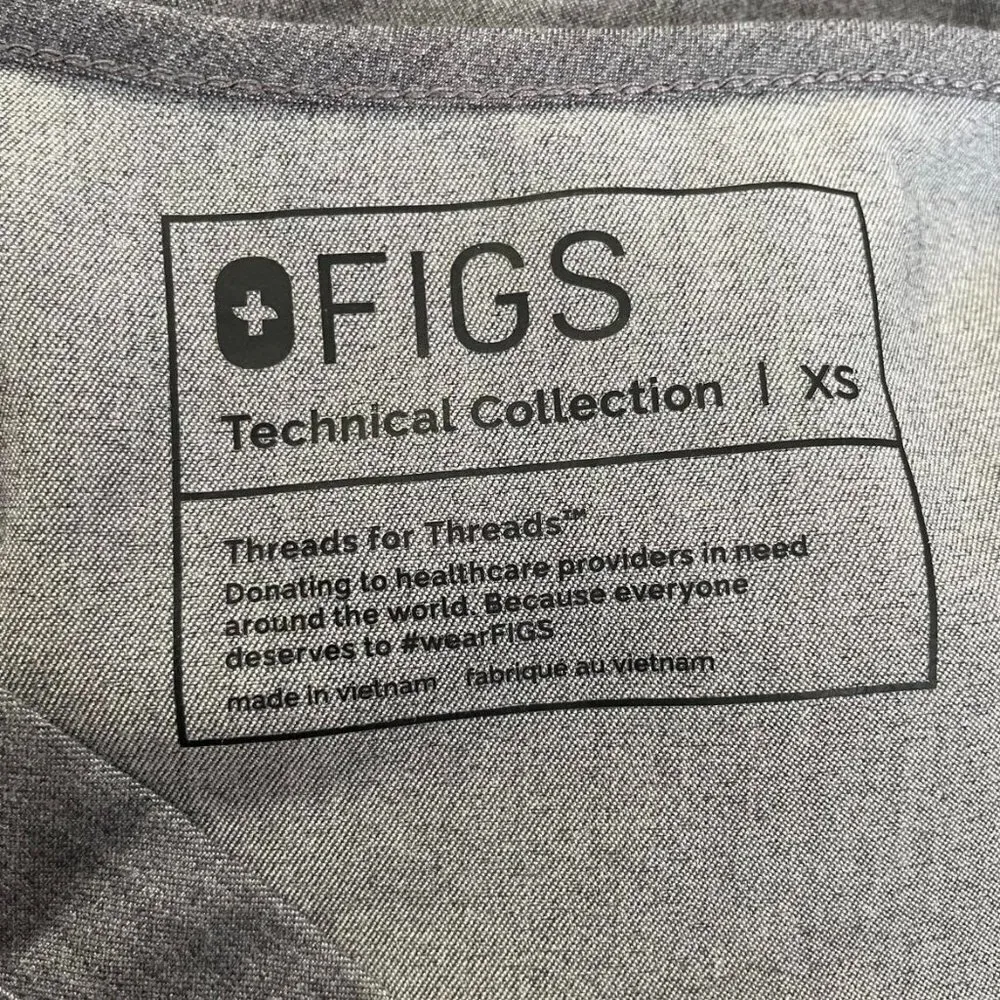 FIGS
Technical Collection | XS
Threads for Threads™
Donating to healthcare providers in need
around the world. Because everyone
deserves to #wearFIGS
made in vietnam fabriqué au vietnam